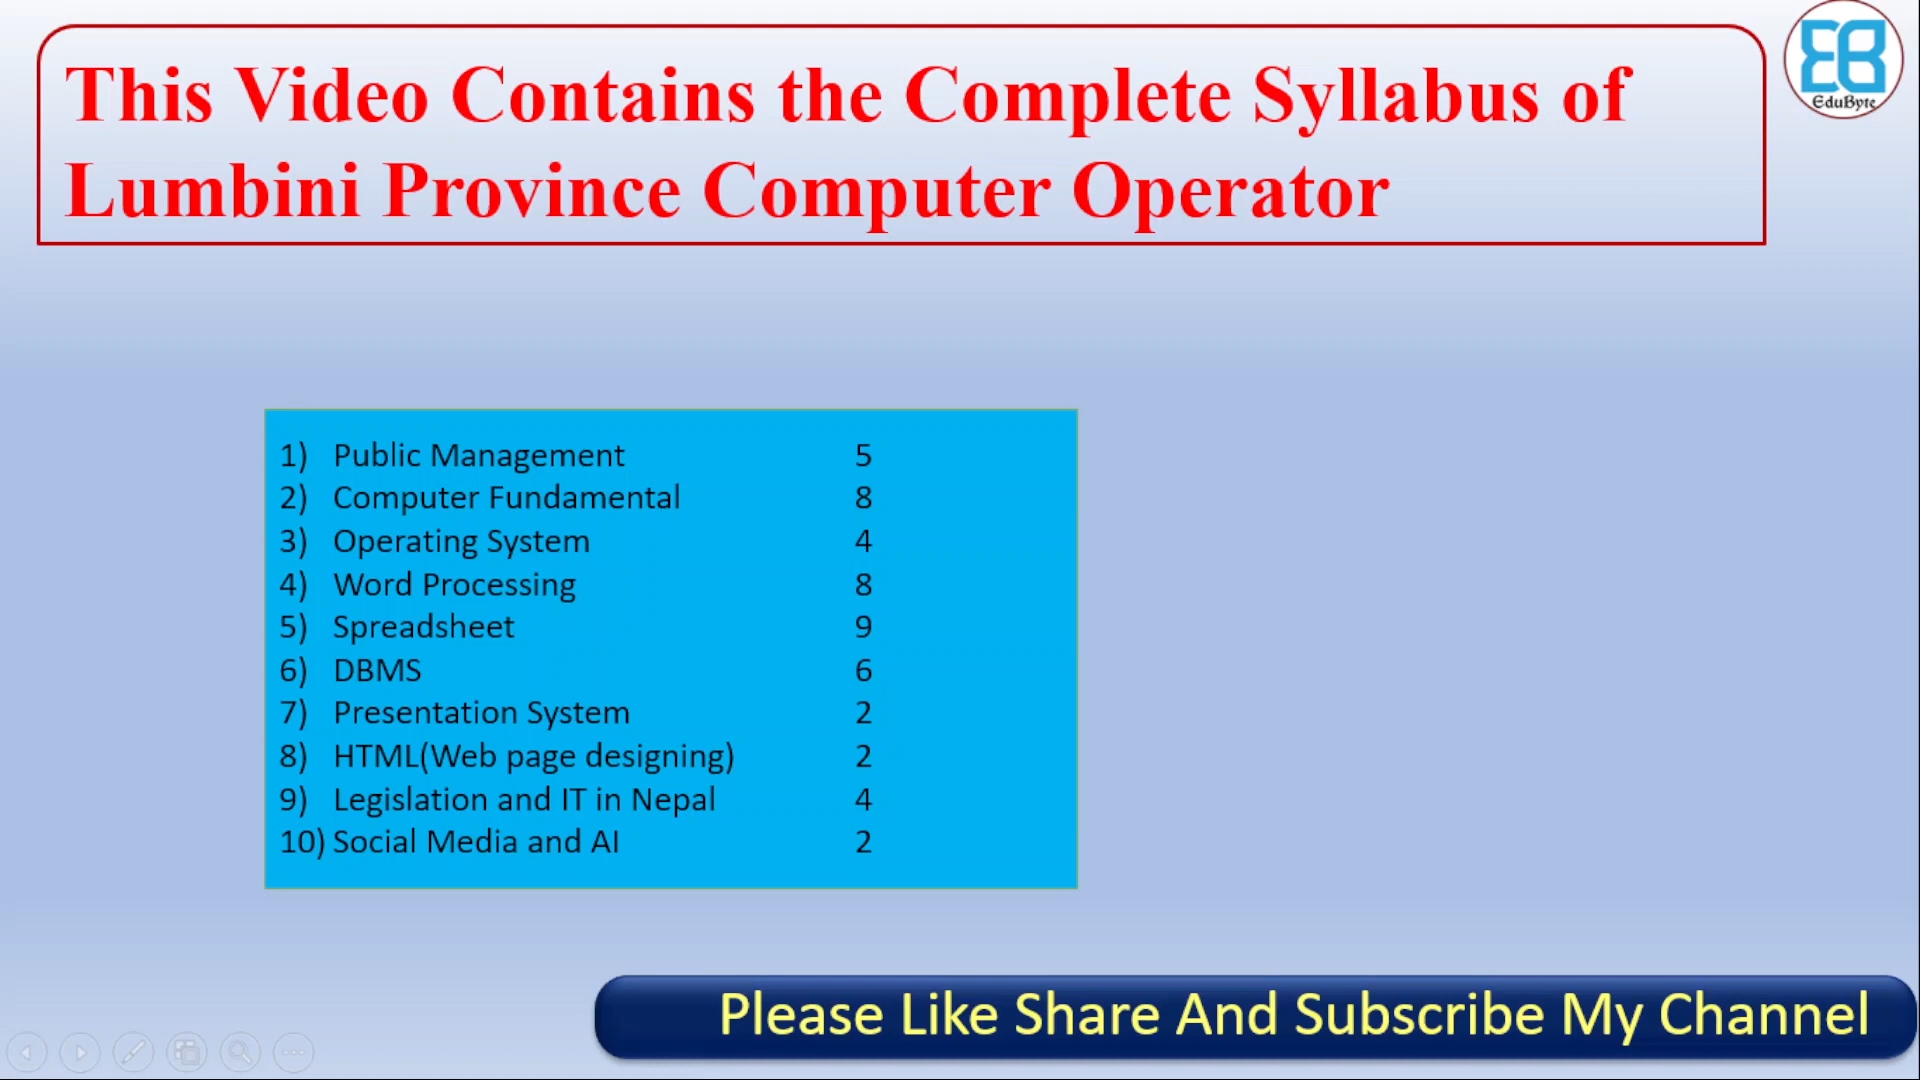 This Video Contains the Complete Syllabus of
Lumbini Province Computer Operator
EB
EduByte
1) Public Management 5
2) Computer Fundamental 8
3) Operating System 4
4) Word Processing 8
5) Spreadsheet 9
6) DBMS 6
7) Presentation System 2
8) HTML(Web page designing) 2
9) Legislation and IT in Nepal 4
10) Social Media and AI 2
Please Like Share And Subscribe My Channel